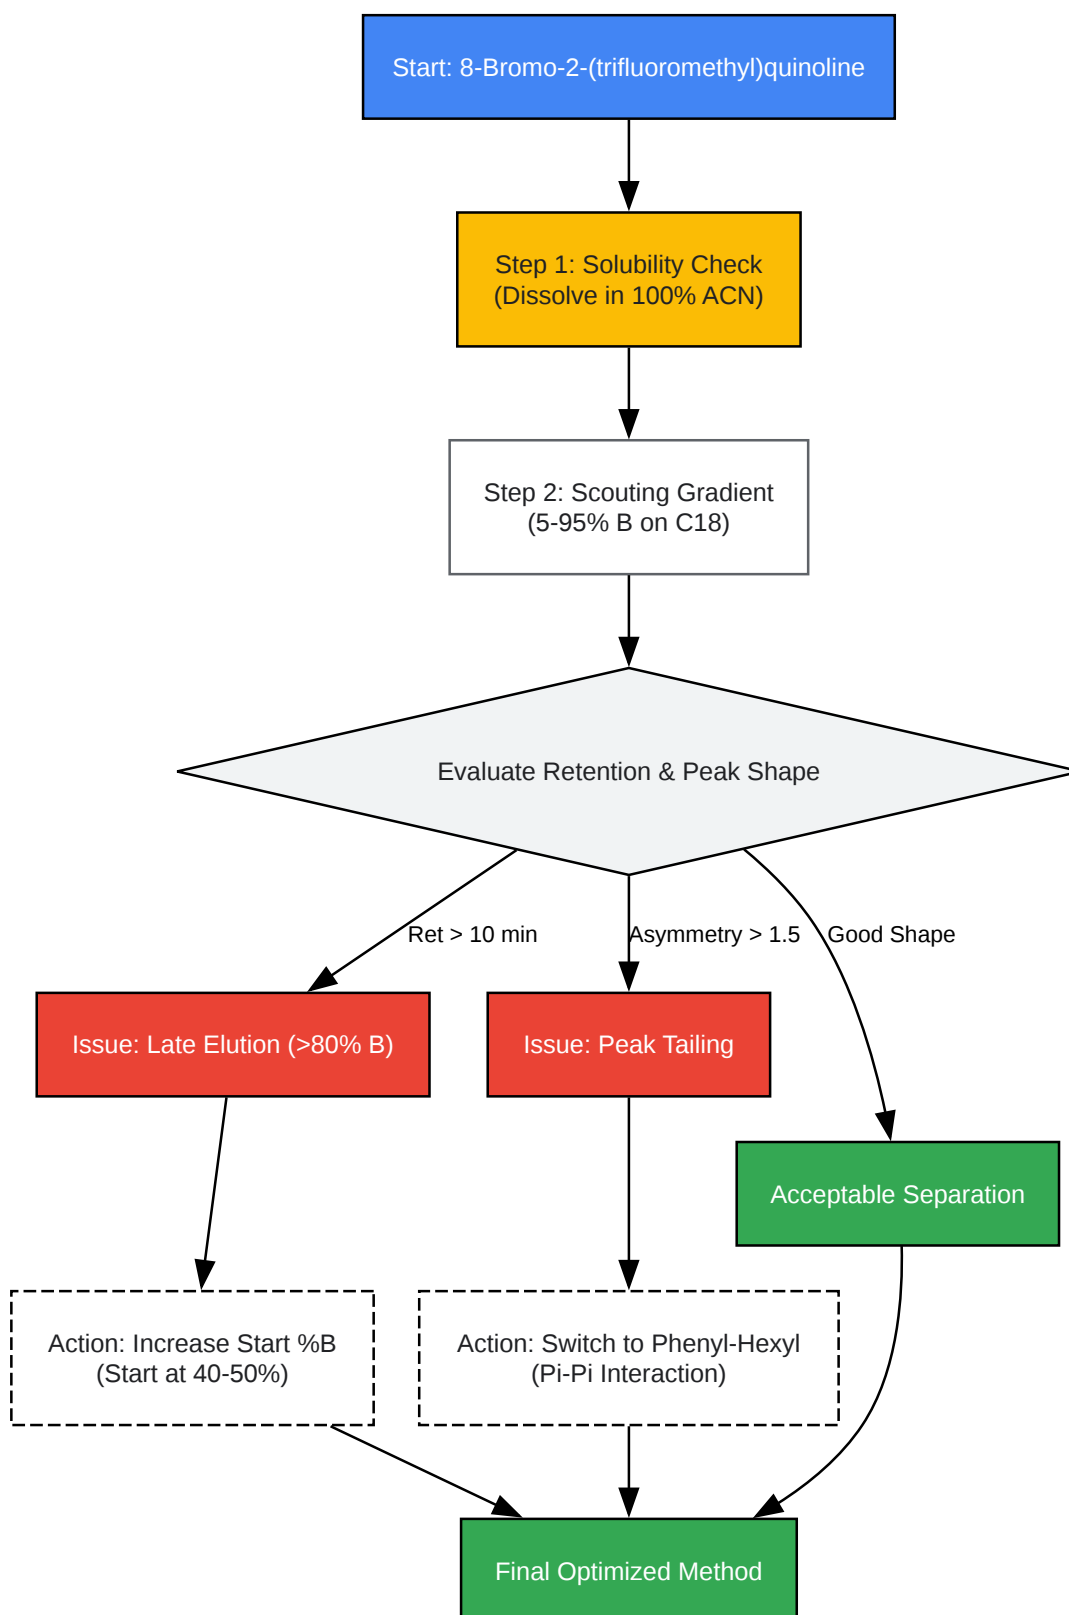 Start: 8-Bromo-2-(trifluoromethyl)quinoline
Step 1: Solubility Check
(Dissolve in 100% ACN)
Step 2: Scouting Gradient
(5-95% B on C18)
Evaluate Retention & Peak Shape
Ret > 10 min
Asymmetry > 1.5
Good Shape
Issue: Late Elution (>80% B)
Issue: Peak Tailing
Acceptable Separation
Action: Increase Start %B
(Start at 40-50%)
Action: Switch to Phenyl-Hexyl
(Pi-Pi Interaction)
Final Optimized Method